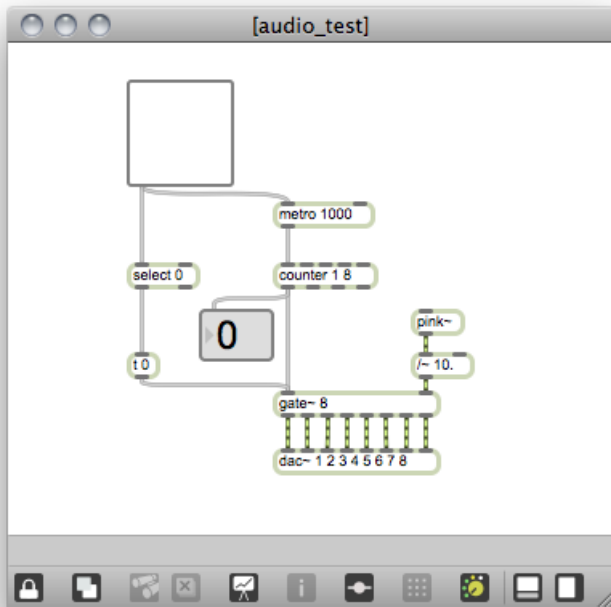 [audio_test]
metro 1000
select 0
counter 1 8
0
pink~
t 0
/~ 10.
gate~ 8
dac~ 1 2 3 4 5 6 7 8